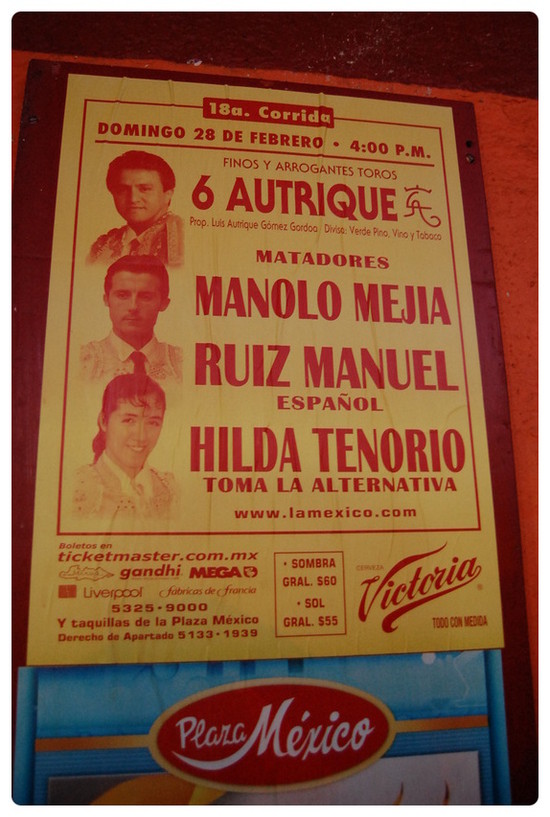 18a. Corrida
DOMINGO 28 DE FEBRERO • 4:00 P.M.
FINOS Y ARROGANTES TOROS
6 AUTRIQUE
Prop. Luis Autrique Gómez Gordoa Divisa: Verde Pino, Vino y Tabaco
MATADORES
MANOLO MEJIA
RUIZ MANUEL
ESPAÑOL
HILDA TENORIO
TOMA LA ALTERNATIVA
www.lamexico.com
Boletos en
ticketmaster.com.mx
gandhi MEGA
Liverpool Fábricas de Francia
5325-9000
Y taquillas de la Plaza México
Derecho de Apartado 5133-1939
• SOMBRA
GRAL. $60
• SOL
GRAL. $55
CERVEZA
Victoria
TODO CON MEDIDA
Plaza México